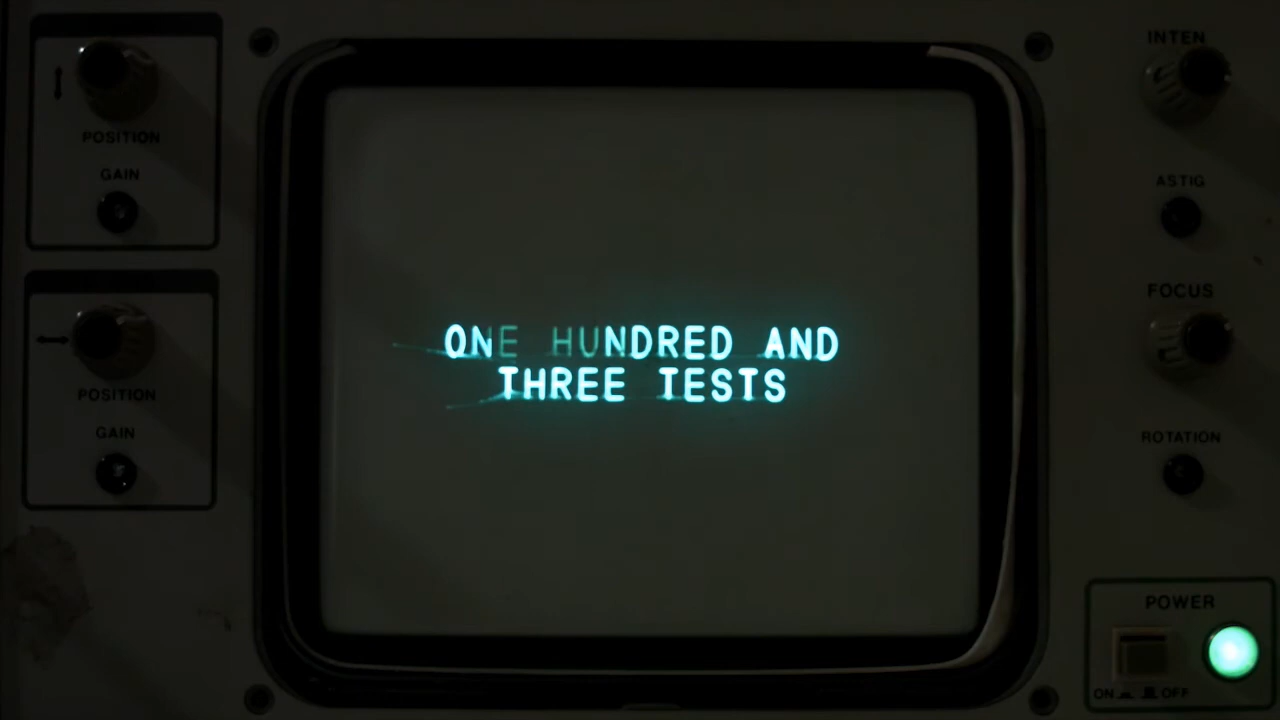 POSITION
GAIN
POSITION
GAIN
ONE HUNDRED AND
THREE TESTS
INTEN
ASTIG
FOCUS
ROTATION
POWER
ON OFF